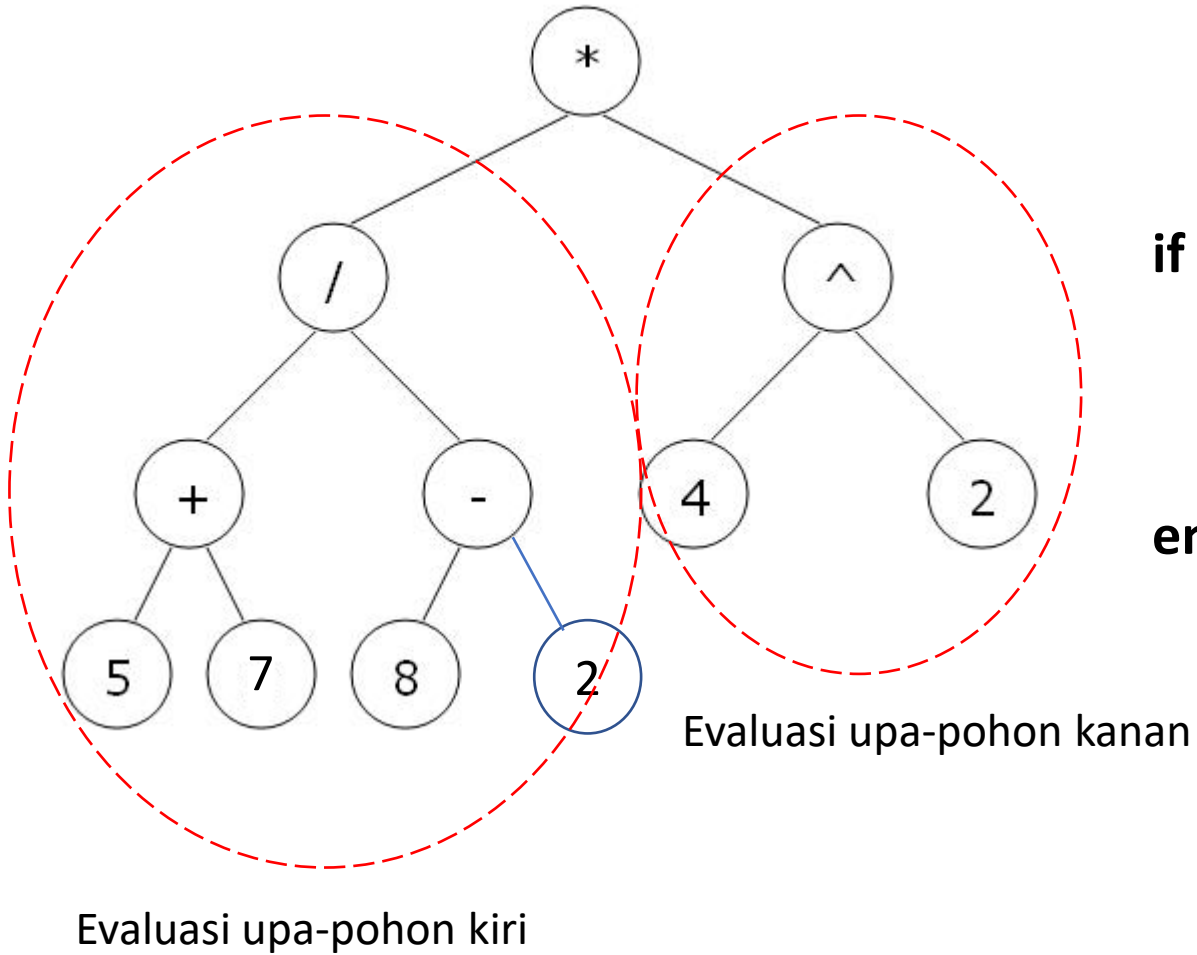 *
/ ^
if
+ - 4 2
er
5 7 8 2
Evaluasi upa-pohon kanan
Evaluasi upa-pohon kiri